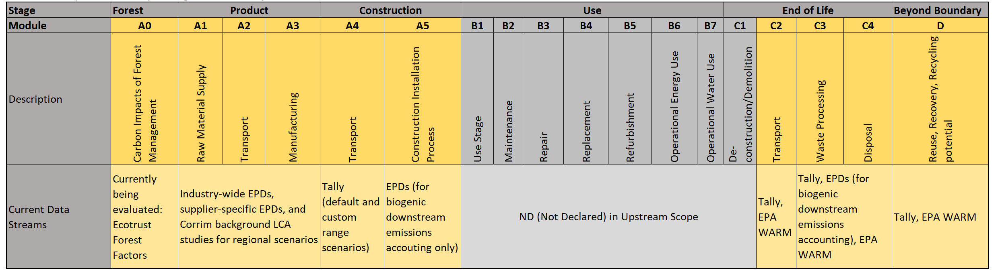 Stage Forest Product Construction Use End of Life Beyond Boundary
Module A0 A1 A2 A3 A4 A5 B1 B2 B3 B4 B5 B6 B7 C1 C2 C3 C4 D
Description
Carbon Impacts of Forest
Management
Raw Material Supply
Transport
Manufacturing
Transport
Construction Installation
Process
Use Stage
Maintenance
Repair
Replacement
Refurbishment
Operational Energy Use
Operational Water Use
De-
construction/Demolition
Transport
Waste Processing
Disposal
Reuse, Recovery, Recycling
potential
Current Data
Streams
Currently
being
evaluated:
Ecotrust
Forest
Factors
Industry-wide EPDs,
supplier-specific EPDs, and
Corrim background LCA
studies for regional scenarios
Tally
(default and
custom
range
scenarios)
EPDs (for
biogenic
downstream
emissions
accouting only)
ND (Not Declared) in Upstream Scope
Tally,
EPA
WARM
Tally, EPDs (for
biogenic
downstream
emissions
accounting), EPA
WARM
Tally, EPA WARM